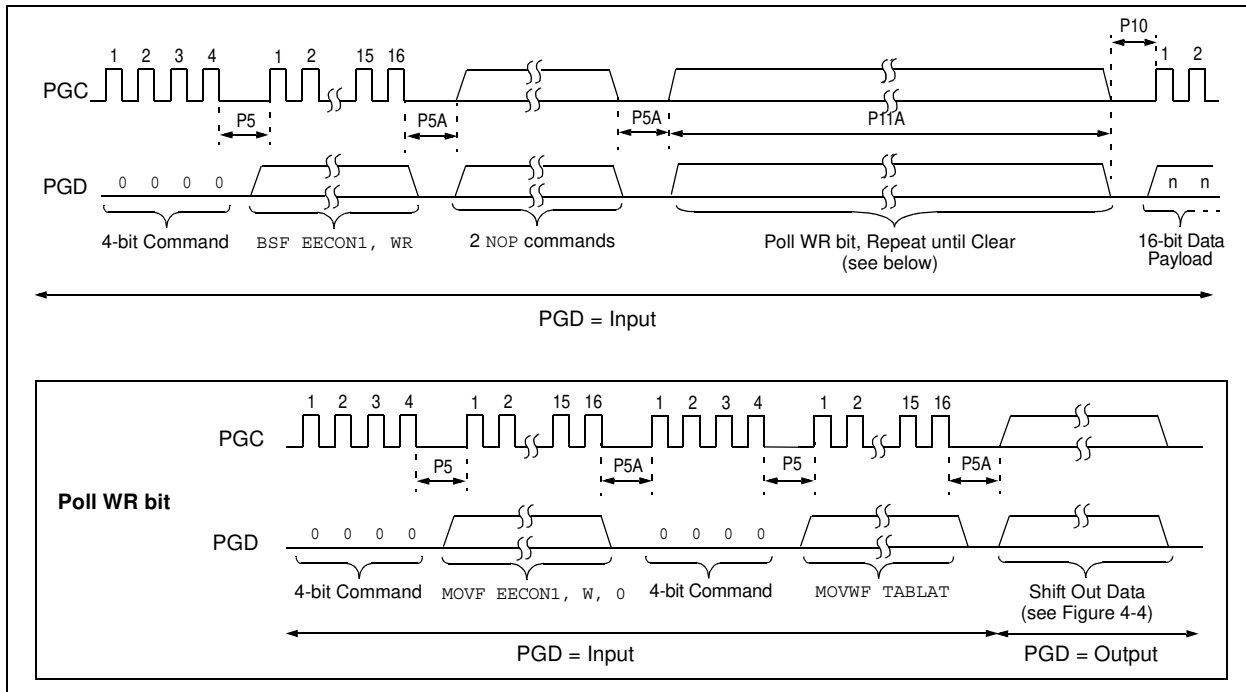 P10
1 2 3 4 1 2 15 16 1 2
PGC
P5 P5A P5A P11A
PGD
0 0 0 0 n n
4-bit Command BSF EECON1, WR 2 NOP commands Poll WR bit, Repeat until Clear 16-bit Data
(see below) Payload
PGD = Input
1 2 3 4 1 2 15 16 1 2 3 4 1 2 15 16
PGC
P5 P5A P5 P5A
Poll WR bit
PGD
0 0 0 0 0 0 0 0
4-bit Command MOVF EECON1, W, 0 4-bit Command MOVWF TABLAT Shift Out Data
(see Figure 4-4)
PGD = Input PGD = Output